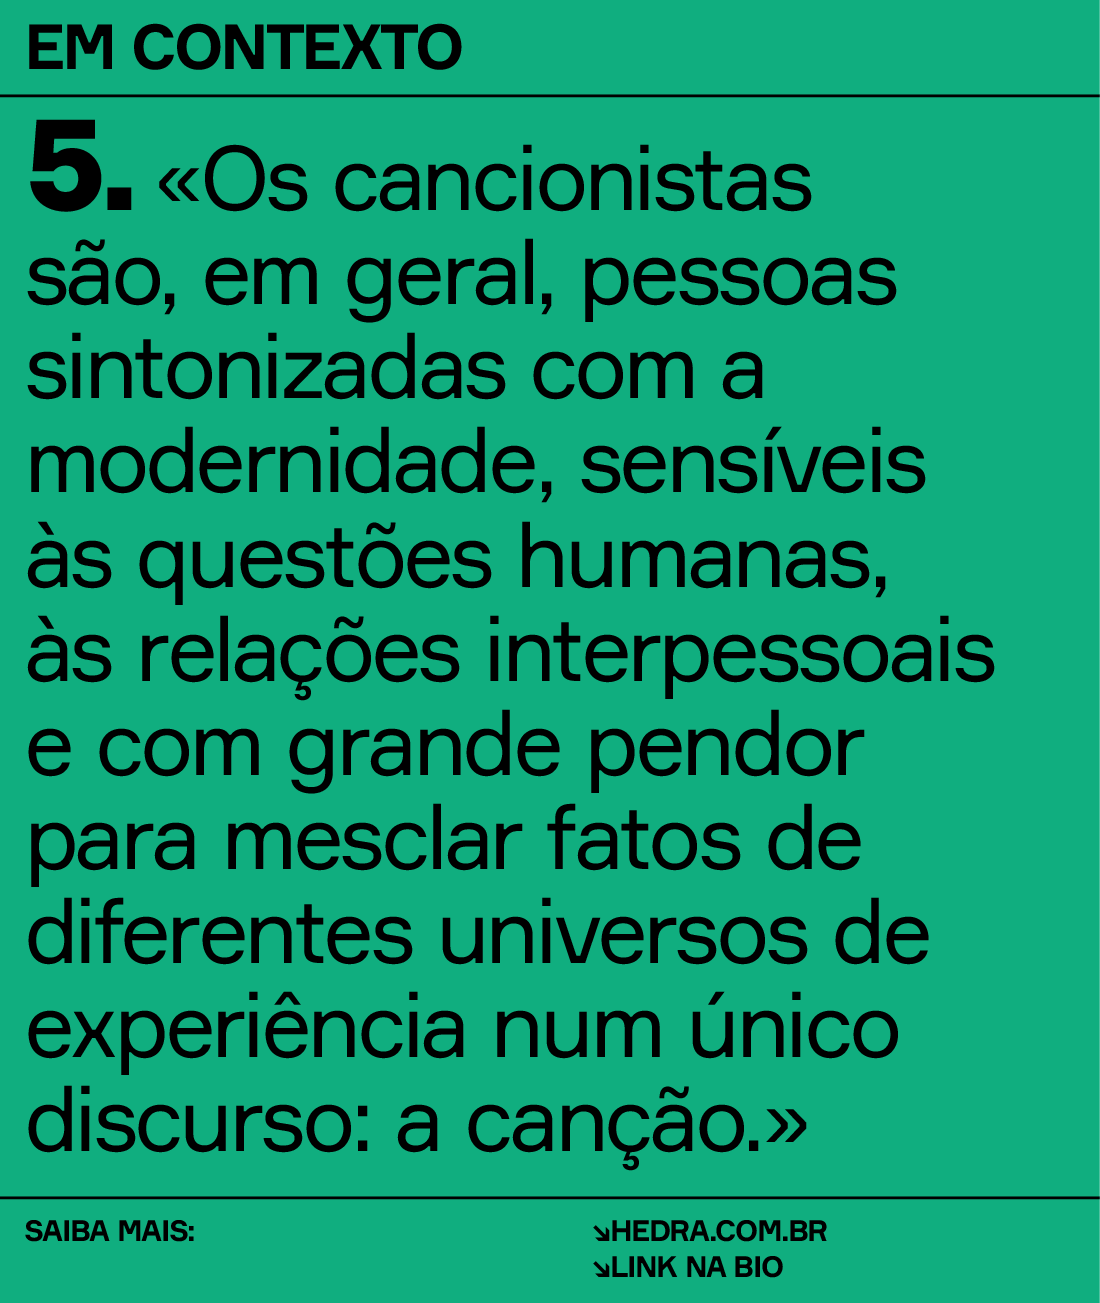 EM CONTEXTO
5. «Os cancionistas
são, em geral, pessoas
sintonizadas com a
modernidade, sensíveis
às questões humanas,
às relações interpessoais
e com grande pendor
para mesclar fatos de
diferentes universos de
experiência num único
discurso: a canção.»
SAIBA MAIS:
↘HEDRA.COM.BR
↘LINK NA BIO